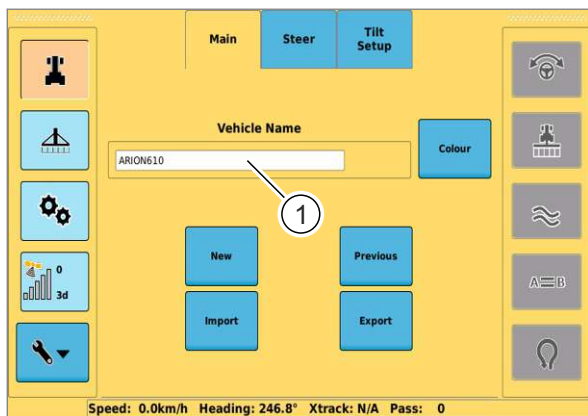 Main
Steer
Tilt
Setup
Vehicle Name
ARION610
Colour
1
0
3d
New
Previous
Import
Export
A=B
Speed: 0.0km/h Heading: 246.8° Xtrack: N/A Pass: 0